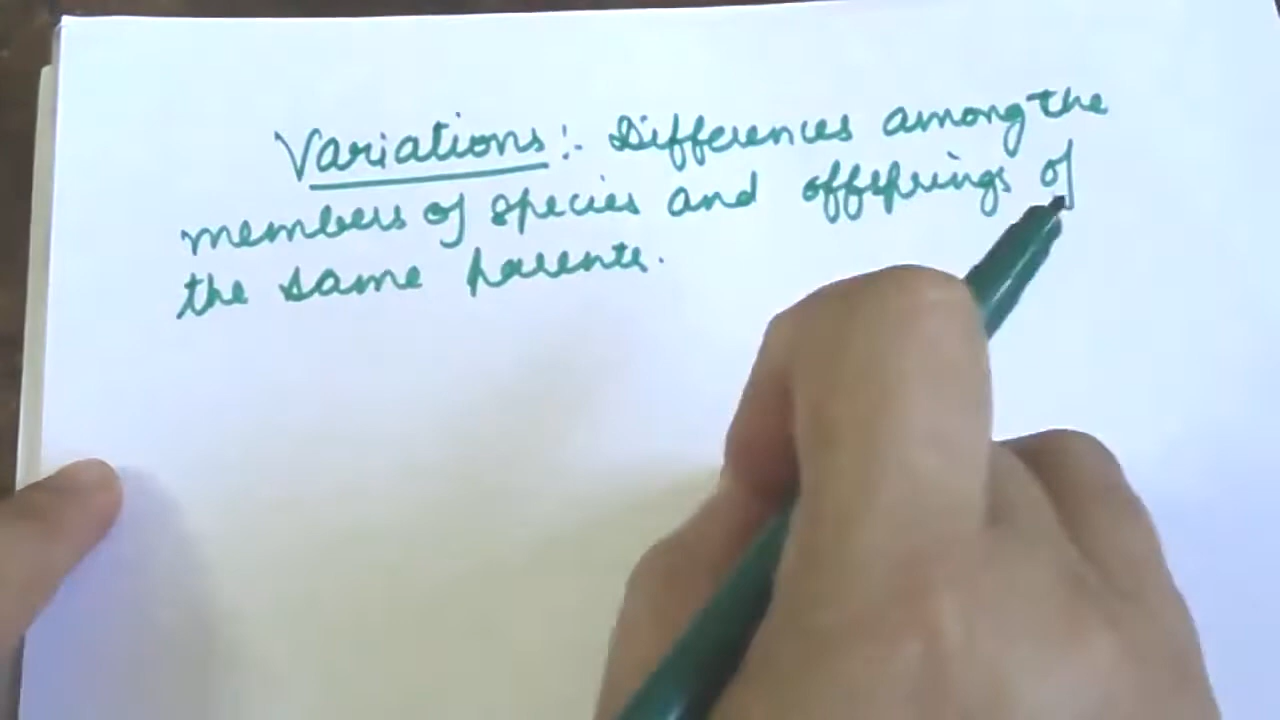 Variations:- Differences among the
members of species and offsprings of
the same parents.